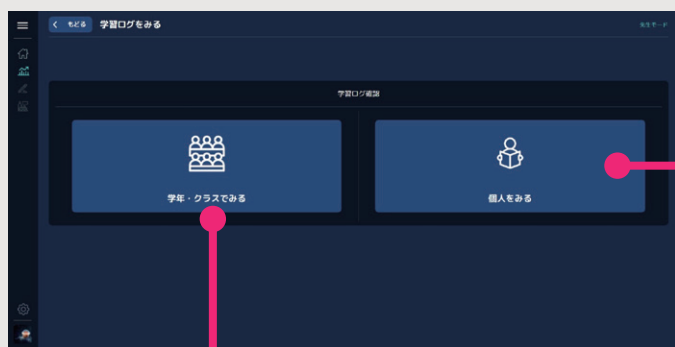 もどる 学習ログをみる
先生モード
学習ログ確認
学年・クラスでみる
個人をみる